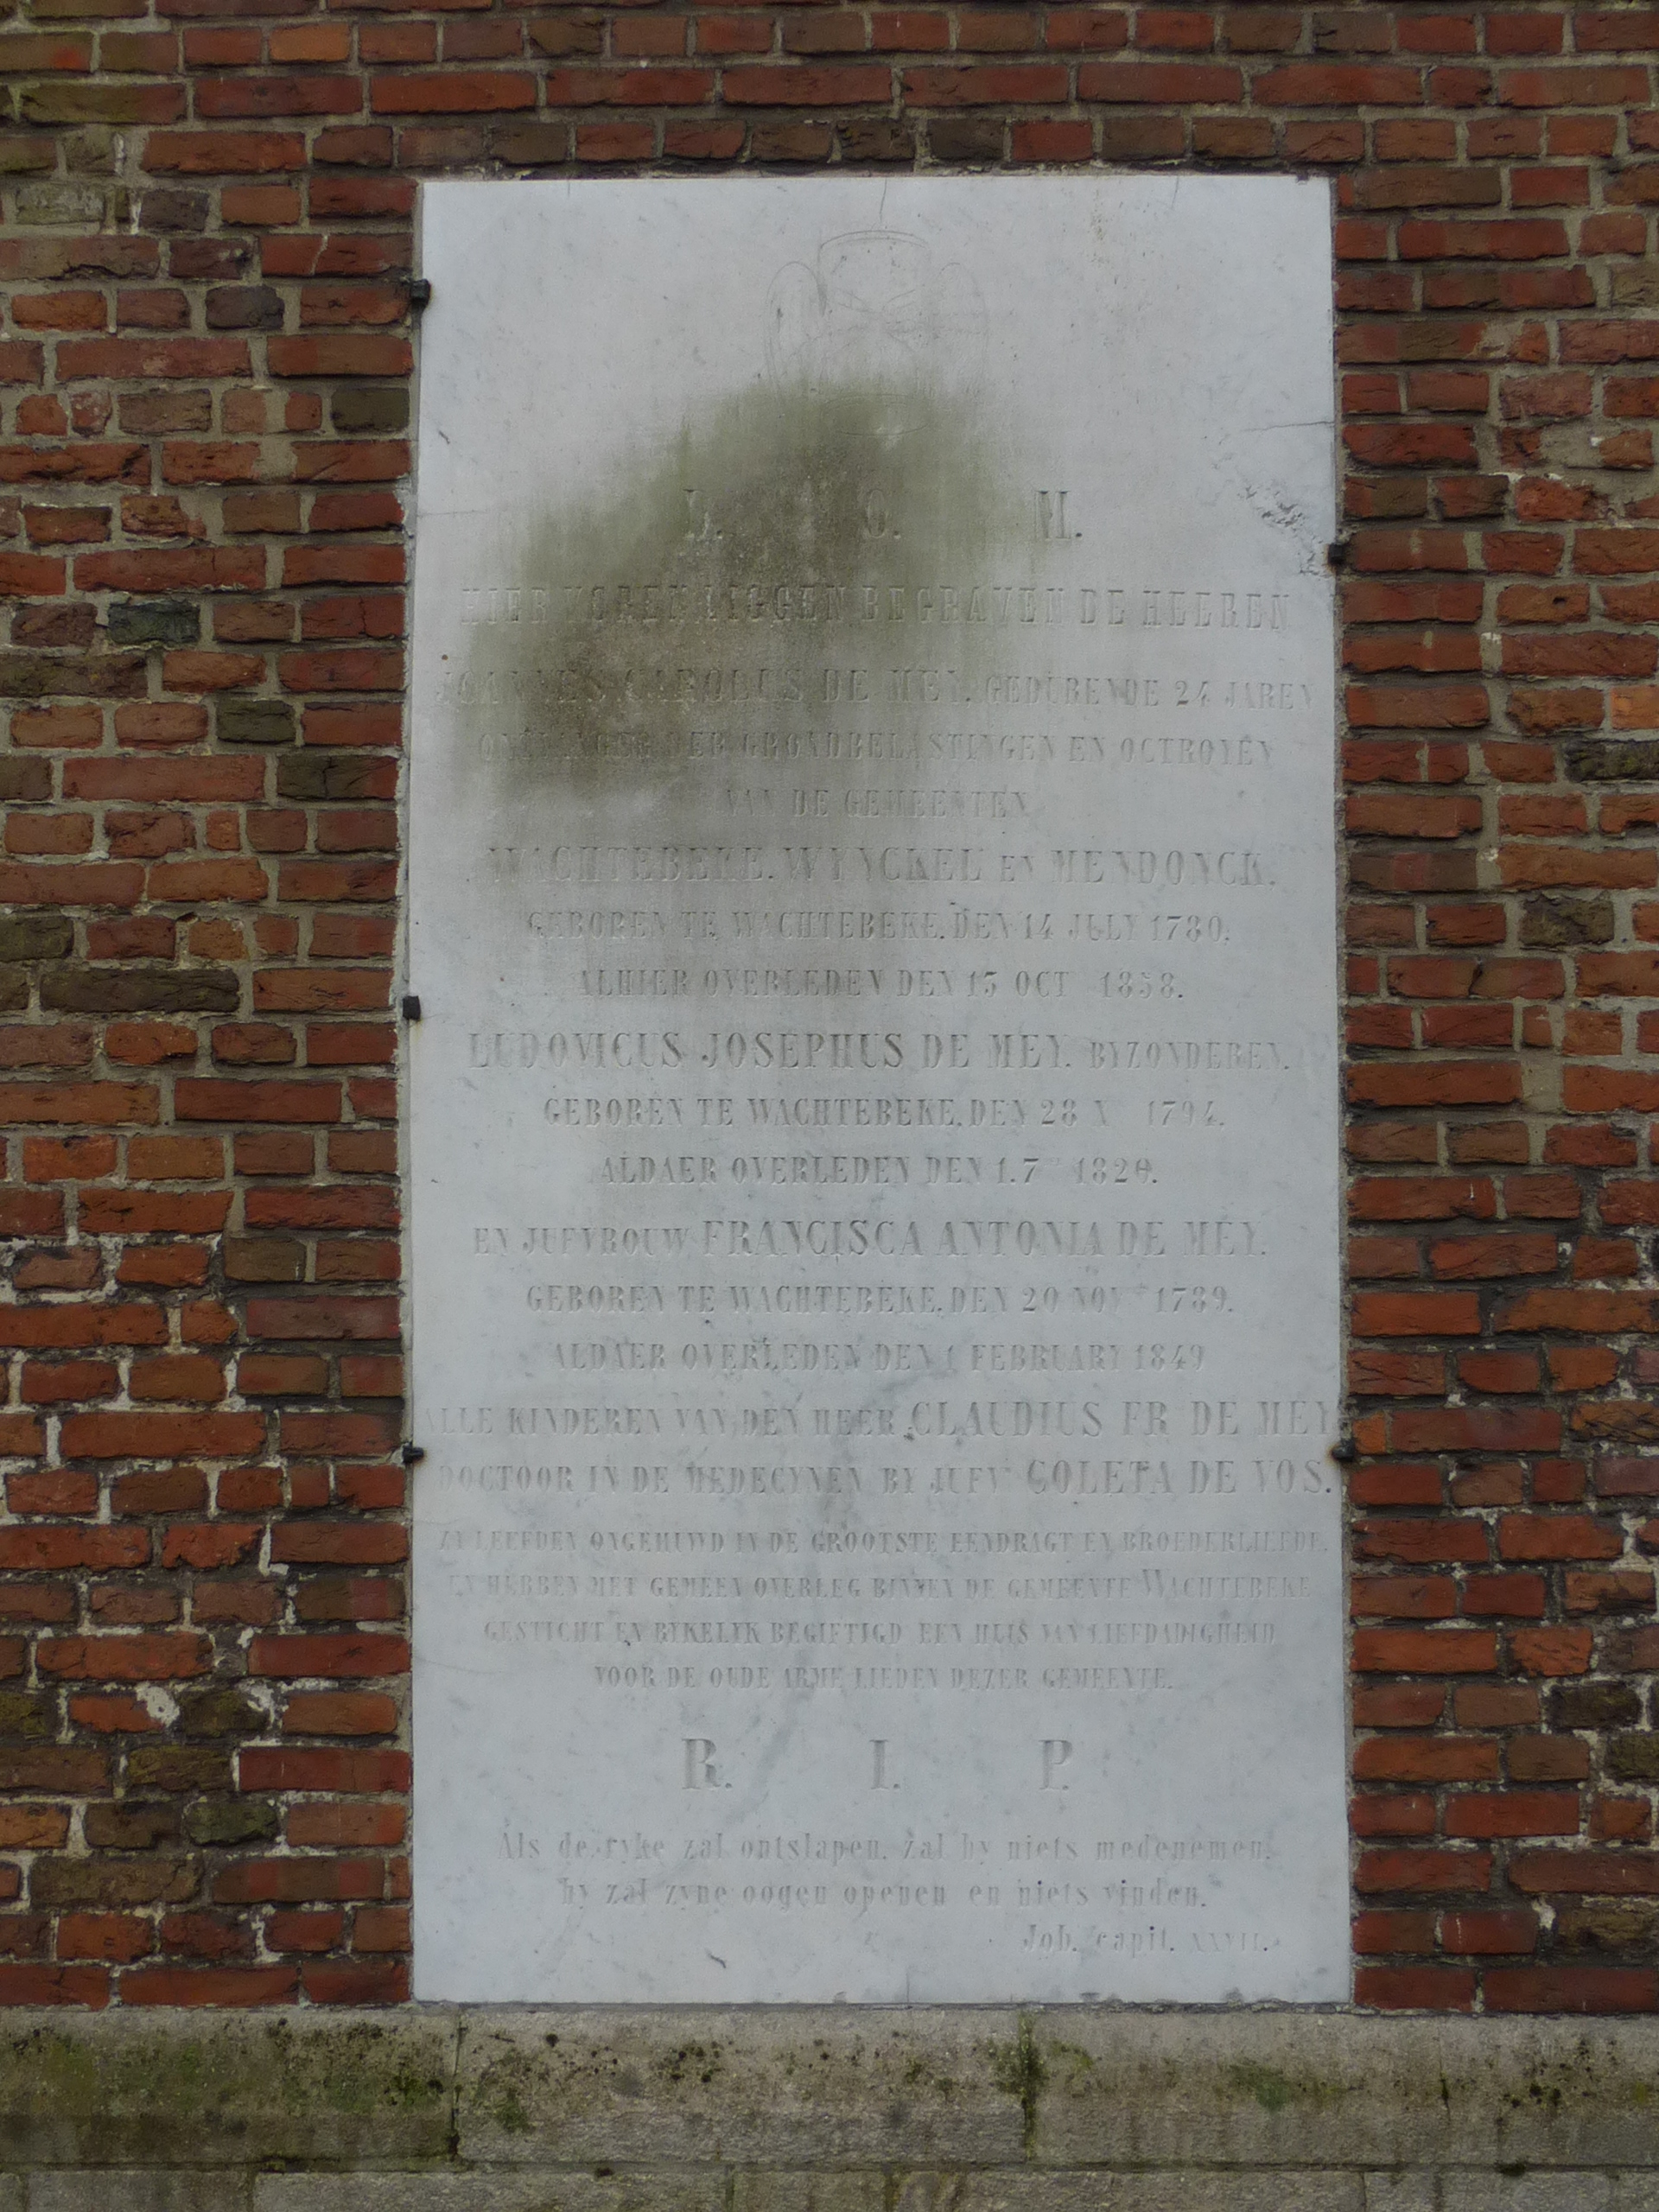 O. M.
HIER VOREN LIGGEN BEGRAVEN DE HEEREN
JOANNES CAROLUS DE MEY. GEDURENDE 24 JAREN
ONTVANGER DER GRONDBELASTINGEN EN OCTROYEN
VAN DE GEMEENTEN
WACHTEBEKE. WYNCKEL EN MENDONCK.
GEBOREN TE WACHTEBEKE. DEN 14 JULY 1780.
ALHIER OVERLEDEN DEN 13 OCT 1858.
LUDOVICUS JOSEPHUS DE MEY. BYZONDEREN.
GEBOREN TE WACHTEBEKE. DEN 28 1794.
ALDAER OVERLEDEN DEN 1.
EN JUFVROUW FRANCISCA ANTONIA DE MEY.
GEBOREN TE WACHTEBEKE. DEN 20 NOV 1789.
ALDAER OVERLEDEN DEN 1 FEBRUARY 1849
ALLE KINDEREN VAN DEN HEER CLAUDIUS FR DE MEY
DOCTOOR IN DE MEDECYNEN BY JUFV COLETA DE VOS.
ZY LEEFDEN ONGEHUWD IN DE GROOTSTE EENDRAGT EN BROEDERLIEFDE.
EN HEBBEN MET GEMEEN OVERLEG BINNEN DE GEMEENTE WACHTEBEKE
GESTICHT EN RYKELYK BEGIFTIGD EEN HUIS VAN LIEFDADIGHEID
VOOR DE OUDE ARME LIEDEN DEZER GEMEENTE.
R. I. P.
Als de ryke zal ontslapen. zal hy niets medenemen.
hy zal zyne oogen openen en niets vinden.
Job. capit. XXVII.